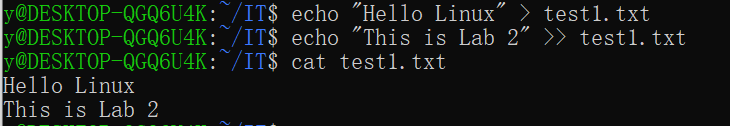 y@DESKTOP-QGQ6U4K:~/IT$ echo "Hello Linux" > test1.txt
y@DESKTOP-QGQ6U4K:~/IT$ echo "This is Lab 2" >> test1.txt
y@DESKTOP-QGQ6U4K:~/IT$ cat test1.txt
Hello Linux
This is Lab 2